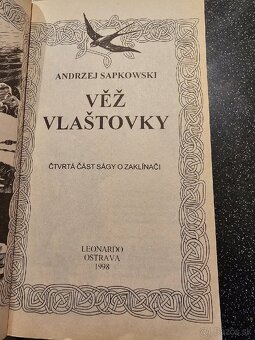 ANDRZEJ SAPKOWSKI
VĚŽ
VLAŠTOVKY
ČTVRTÁ ČÁST SÁGY O ZAKLÍNAČI
LEONARDO
OSTRAVA
1998